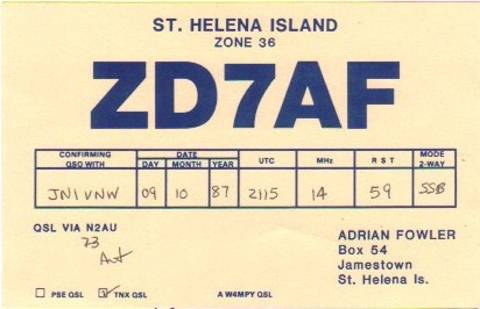 ST. HELENA ISLAND
ZONE 36
ZD7AF
CONFIRMING QSO WITH DATE DAY MONTH YEAR UTC MHz R S T MODE 2-WAY
JN1VNW 09 10 87 2115 14 59 SSB
QSL VIA N2AU
73
ADRIAN FOWLER
Box 54
Jamestown
St. Helena Is.
PSE QSL TNX QSL A W4MPY QSL